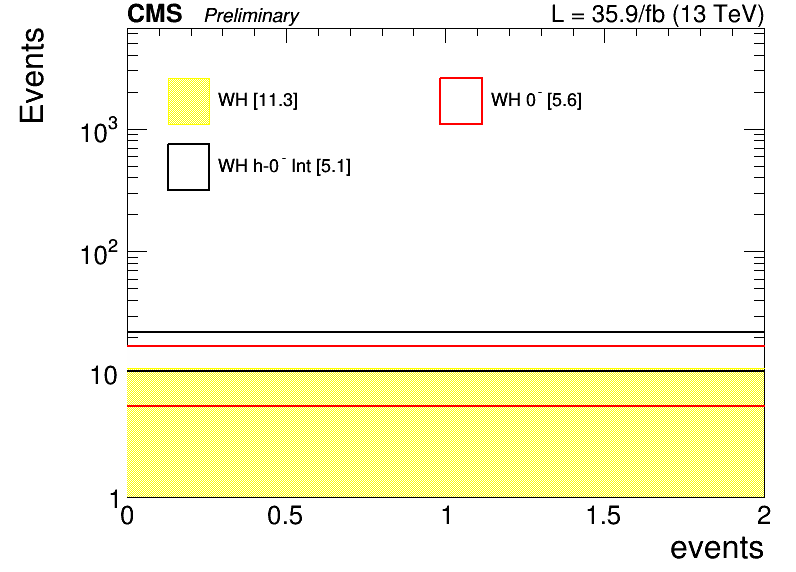 CMS Preliminary L = 35.9/fb (13 TeV)
Events
WH [11.3]
WH 0⁻ [5.6]
WH h-0⁻ Int [5.1]
10³
10²
10
1
0 0.5 1 1.5 2
events